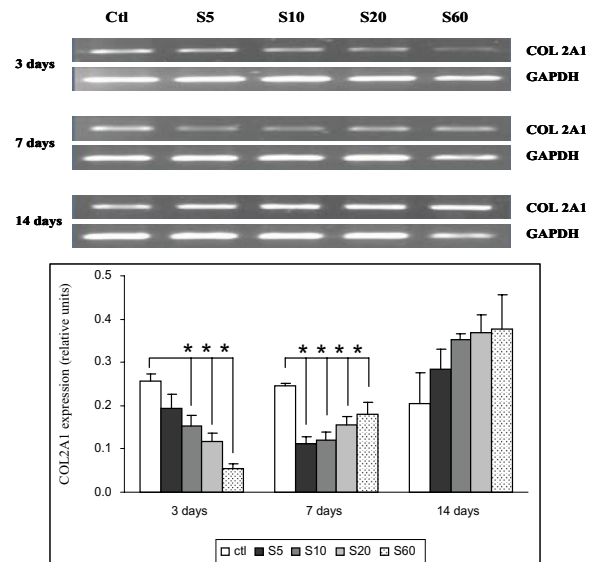 Ctl S5 S10 S20 S60
3 days COL 2A1
GAPDH
7 days COL 2A1
GAPDH
14 days COL 2A1
GAPDH
COL2A1 expression (relative units)
0.5
0.4
0.3
0.2
0.1
0.0
* * *
* * * *
3 days 7 days 14 days
ctl S5 S10 S20 S60